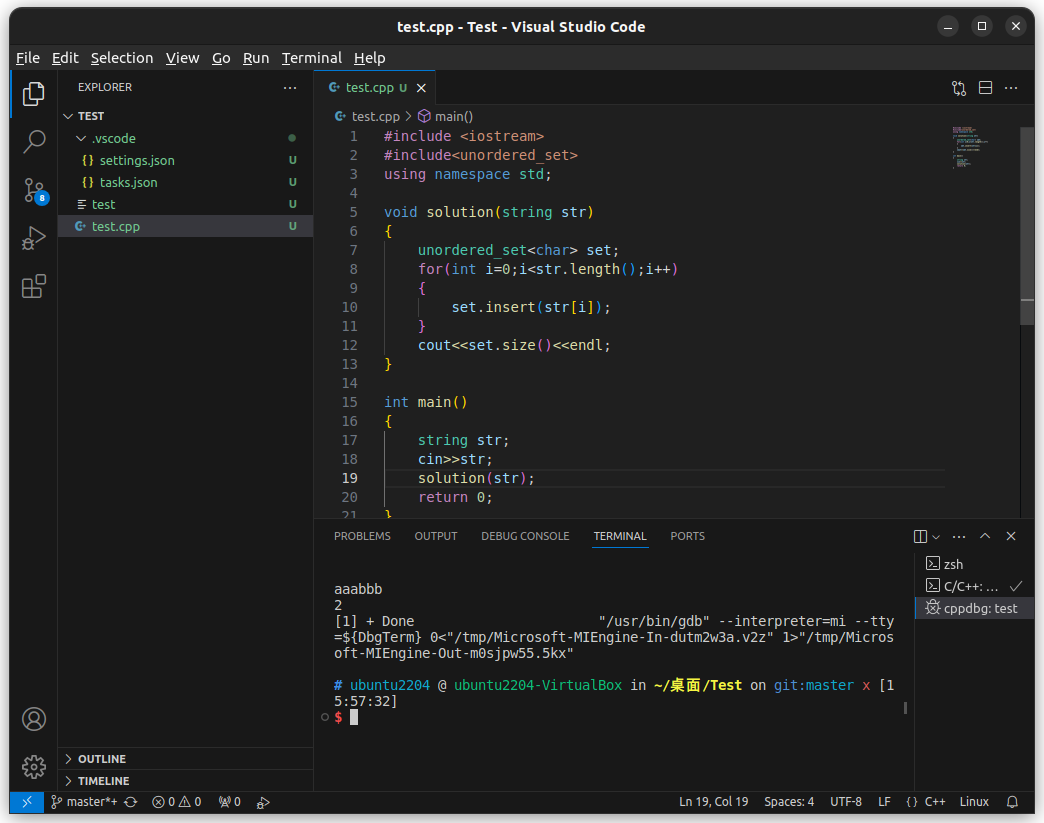 test.cpp - Test - Visual Studio Code
File Edit Selection View Go Run Terminal Help
EXPLORER
TEST
.vscode
{} settings.json U
{} tasks.json U
test U
test.cpp U
8
OUTLINE
TIMELINE
test.cpp U
test.cpp > main()
1 #include <iostream>
2 #include<unordered_set>
3 using namespace std;
4
5 void solution(string str)
6 {
7 unordered_set<char> set;
8 for(int i=0;i<str.length();i++)
9 {
10 set.insert(str[i]);
11 }
12 cout<<set.size()<<endl;
13 }
14
15 int main()
16 {
17 string str;
18 cin>>str;
19 solution(str);
20 return 0;
21 }
PROBLEMS OUTPUT DEBUG CONSOLE TERMINAL PORTS
aaabbb
2
[1] + Done "/usr/bin/gdb" --interpreter=mi --tty
=${DbgTerm} 0<"/tmp/Microsoft-MIEngine-In-dutm2w3a.v2z" 1>"/tmp/Micros
oft-MIEngine-Out-m0sjpw55.5kx"
# ubuntu2204 @ ubuntu2204-VirtualBox in ~/桌面/Test on git:master x [1
5:57:32]
$
zsh
C/C++: ...
cppdbg: test
master*+ 0 0 0 Ln 19, Col 19 Spaces: 4 UTF-8 LF {} C++ Linux